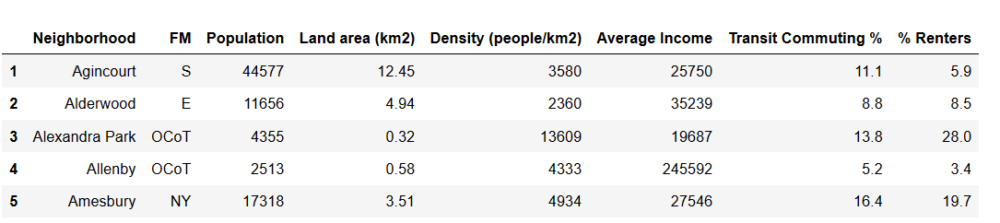 Neighborhood FM Population Land area (km2) Density (people/km2) Average Income Transit Commuting % % Renters
1 Agincourt S 44577 12.45 3580 25750 11.1 5.9
2 Alderwood E 11656 4.94 2360 35239 8.8 8.5
3 Alexandra Park OCoT 4355 0.32 13609 19687 13.8 28.0
4 Allenby OCoT 2513 0.58 4333 245592 5.2 3.4
5 Amesbury NY 17318 3.51 4934 27546 16.4 19.7